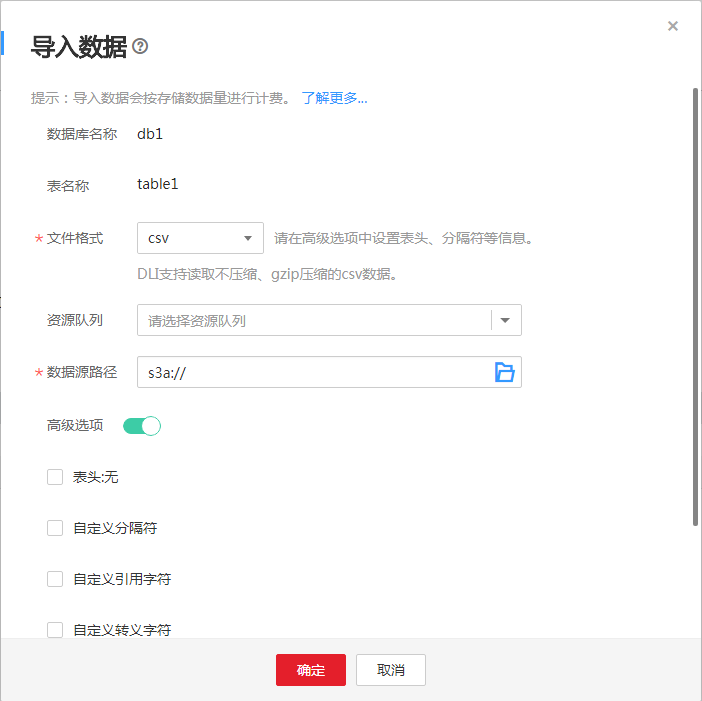 导入数据
提示：导入数据会按存储数据量进行计费。 了解更多...
数据库名称 db1
表名称 table1
* 文件格式 csv 请在高级选项中设置表头、分隔符等信息。
DLI支持读取不压缩、gzip压缩的csv数据。
资源队列 请选择资源队列
* 数据源路径 s3a://
高级选项
表头:无
自定义分隔符
自定义引用字符
自定义转义字符
确定 取消